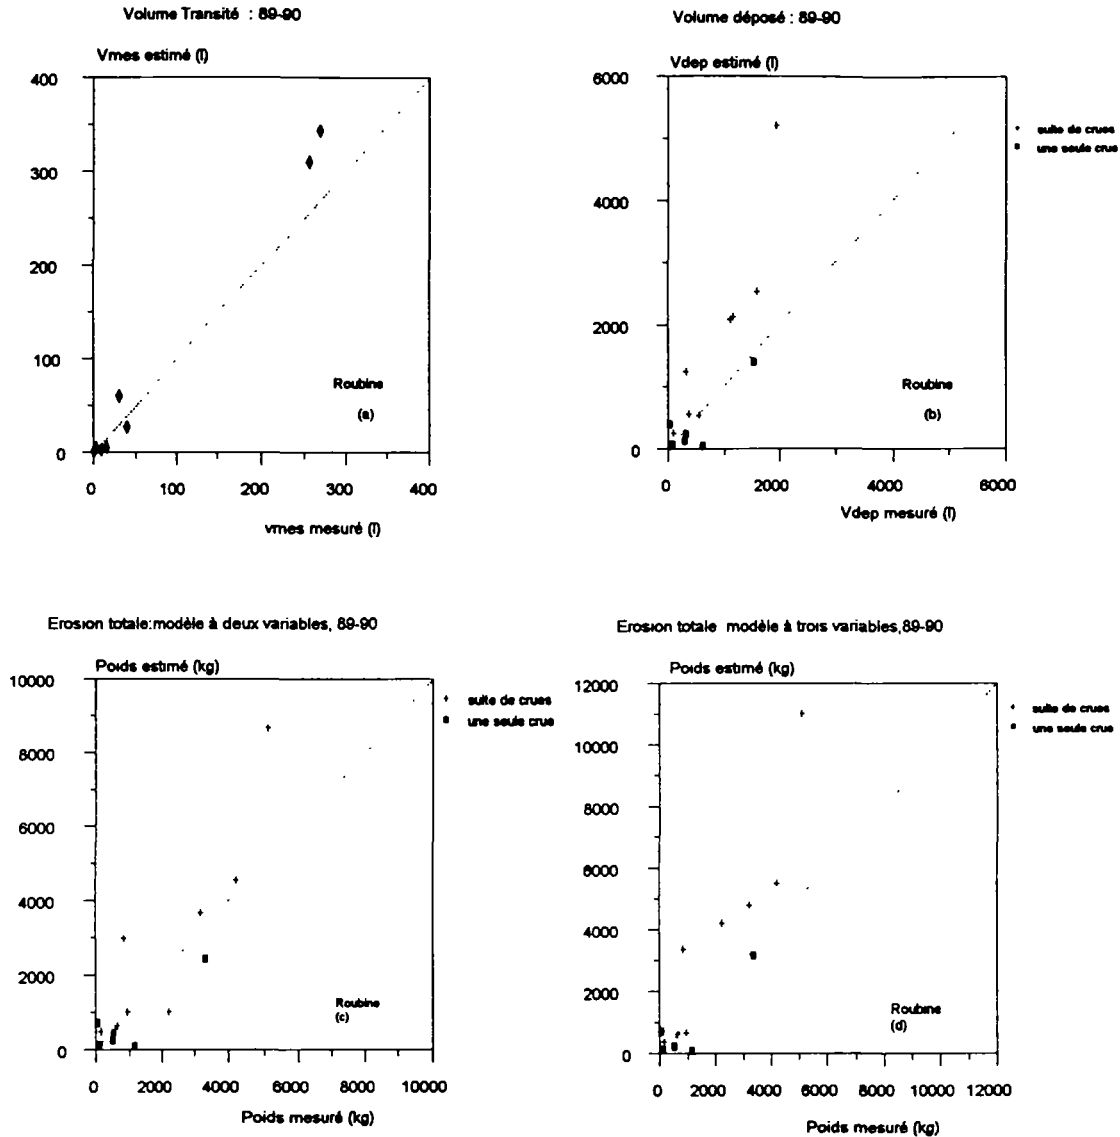 Volume Transité : 89-90
Vmes estimé (l)
400
300
200
100
0
0 100 200 300 400
vmes mesuré (l)
Roubine
(a)
Volume déposé : 89-90
Vdep estimé (l)
6000
4000
2000
0
0 2000 4000 6000
Vdep mesuré (l)
Roubine
(b)
suite de crues
une seule crue
Erosion totale:modèle à deux variables, 89-90
Poids estimé (kg)
10000
8000
6000
4000
2000
0
0 2000 4000 6000 8000 10000
Poids mesuré (kg)
Roubine
(c)
suite de crues
une seule crue
Erosion totale modèle à trois variables,89-90
Poids estimé (kg)
12000
10000
8000
6000
4000
2000
0
0 2000 4000 6000 8000 10000 12000
Poids mesuré (kg)
Roubine
(d)
suite de crues
une seule crue